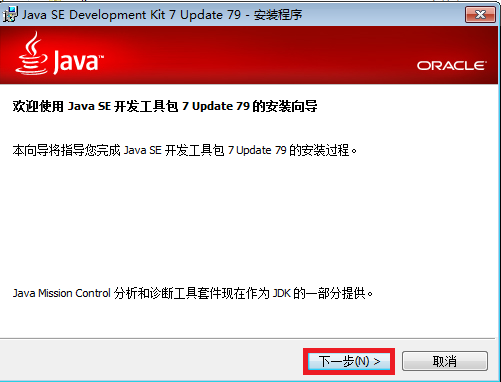 Java SE Development Kit 7 Update 79 - 安装程序
Java™
ORACLE®
欢迎使用 Java SE 开发工具包 7 Update 79 的安装向导
本向导将指导您完成 Java SE 开发工具包 7 Update 79 的安装过程。
Java Mission Control 分析和诊断工具套件现在作为 JDK 的一部分提供。
下一步(N) >
取消